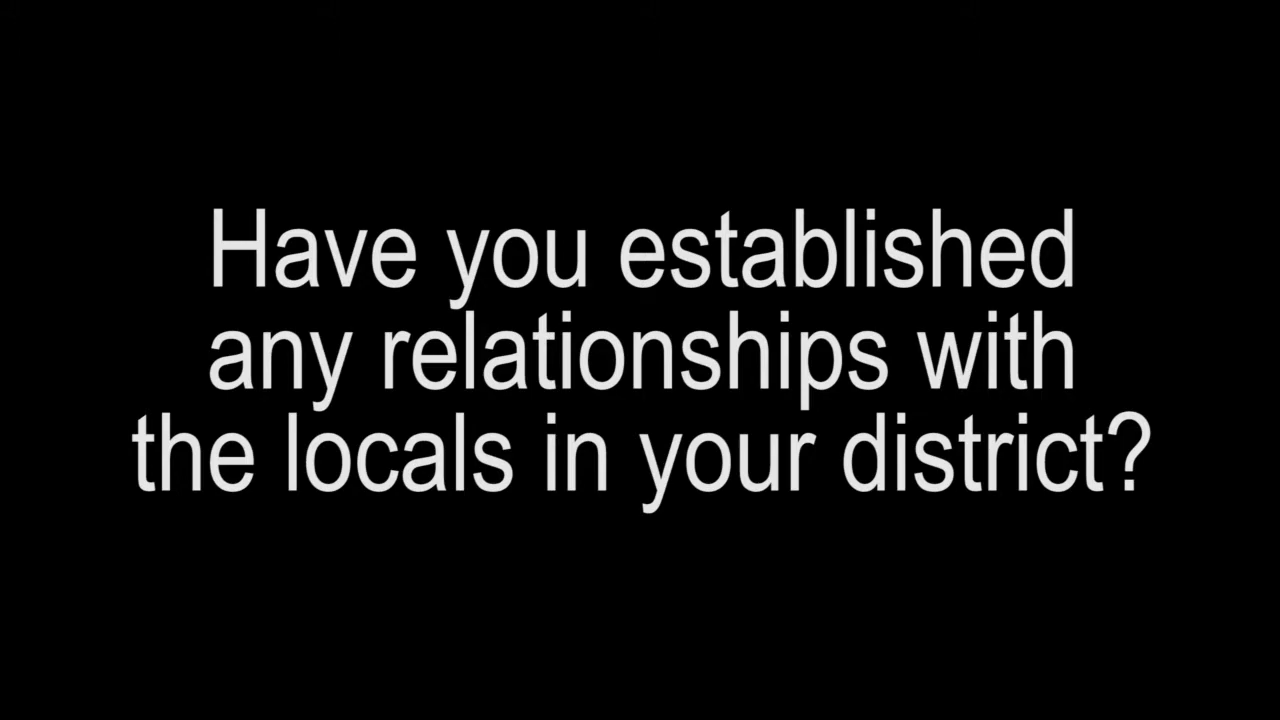 Have you established
any relationships with
the locals in your district?